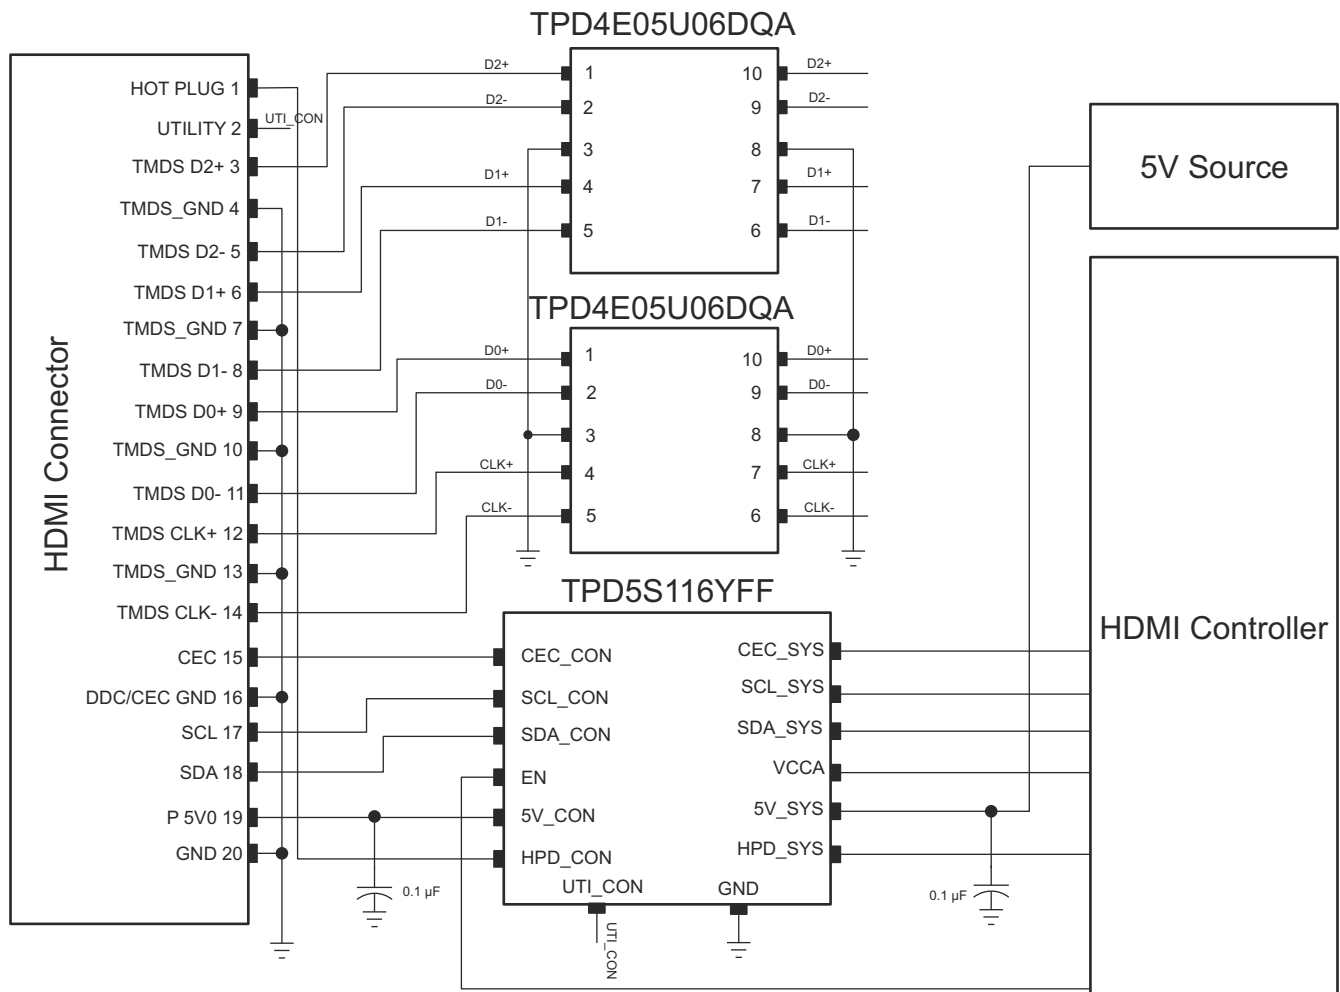 TPD4E05U06DQA
HDMI Connector
HOT PLUG 1
UTILITY 2
TMDS D2+ 3
TMDS_GND 4
TMDS D2- 5
TMDS D1+ 6
TMDS_GND 7
TMDS D1- 8
TMDS D0+ 9
TMDS_GND 10
TMDS D0- 11
TMDS CLK+ 12
TMDS_GND 13
TMDS CLK- 14
CEC 15
DDC/CEC GND 16
SCL 17
SDA 18
P 5V0 19
GND 20
UTI_CON
D2+
D2-
D1+
D1-
1
2
3
4
5
10
9
8
7
6
D2+
D2-
D1+
D1-
TPD4E05U06DQA
D0+
D0-
CLK+
CLK-
1
2
3
4
5
10
9
8
7
6
D0+
D0-
CLK+
CLK-
TPD5S116YFF
CEC_CON
SCL_CON
SDA_CON
EN
5V_CON
HPD_CON
UTI_CON
GND
CEC_SYS
SCL_SYS
SDA_SYS
VCCA
5V_SYS
HPD_SYS
UTI_CON
0.1 µF
0.1 µF
5V Source
HDMI Controller